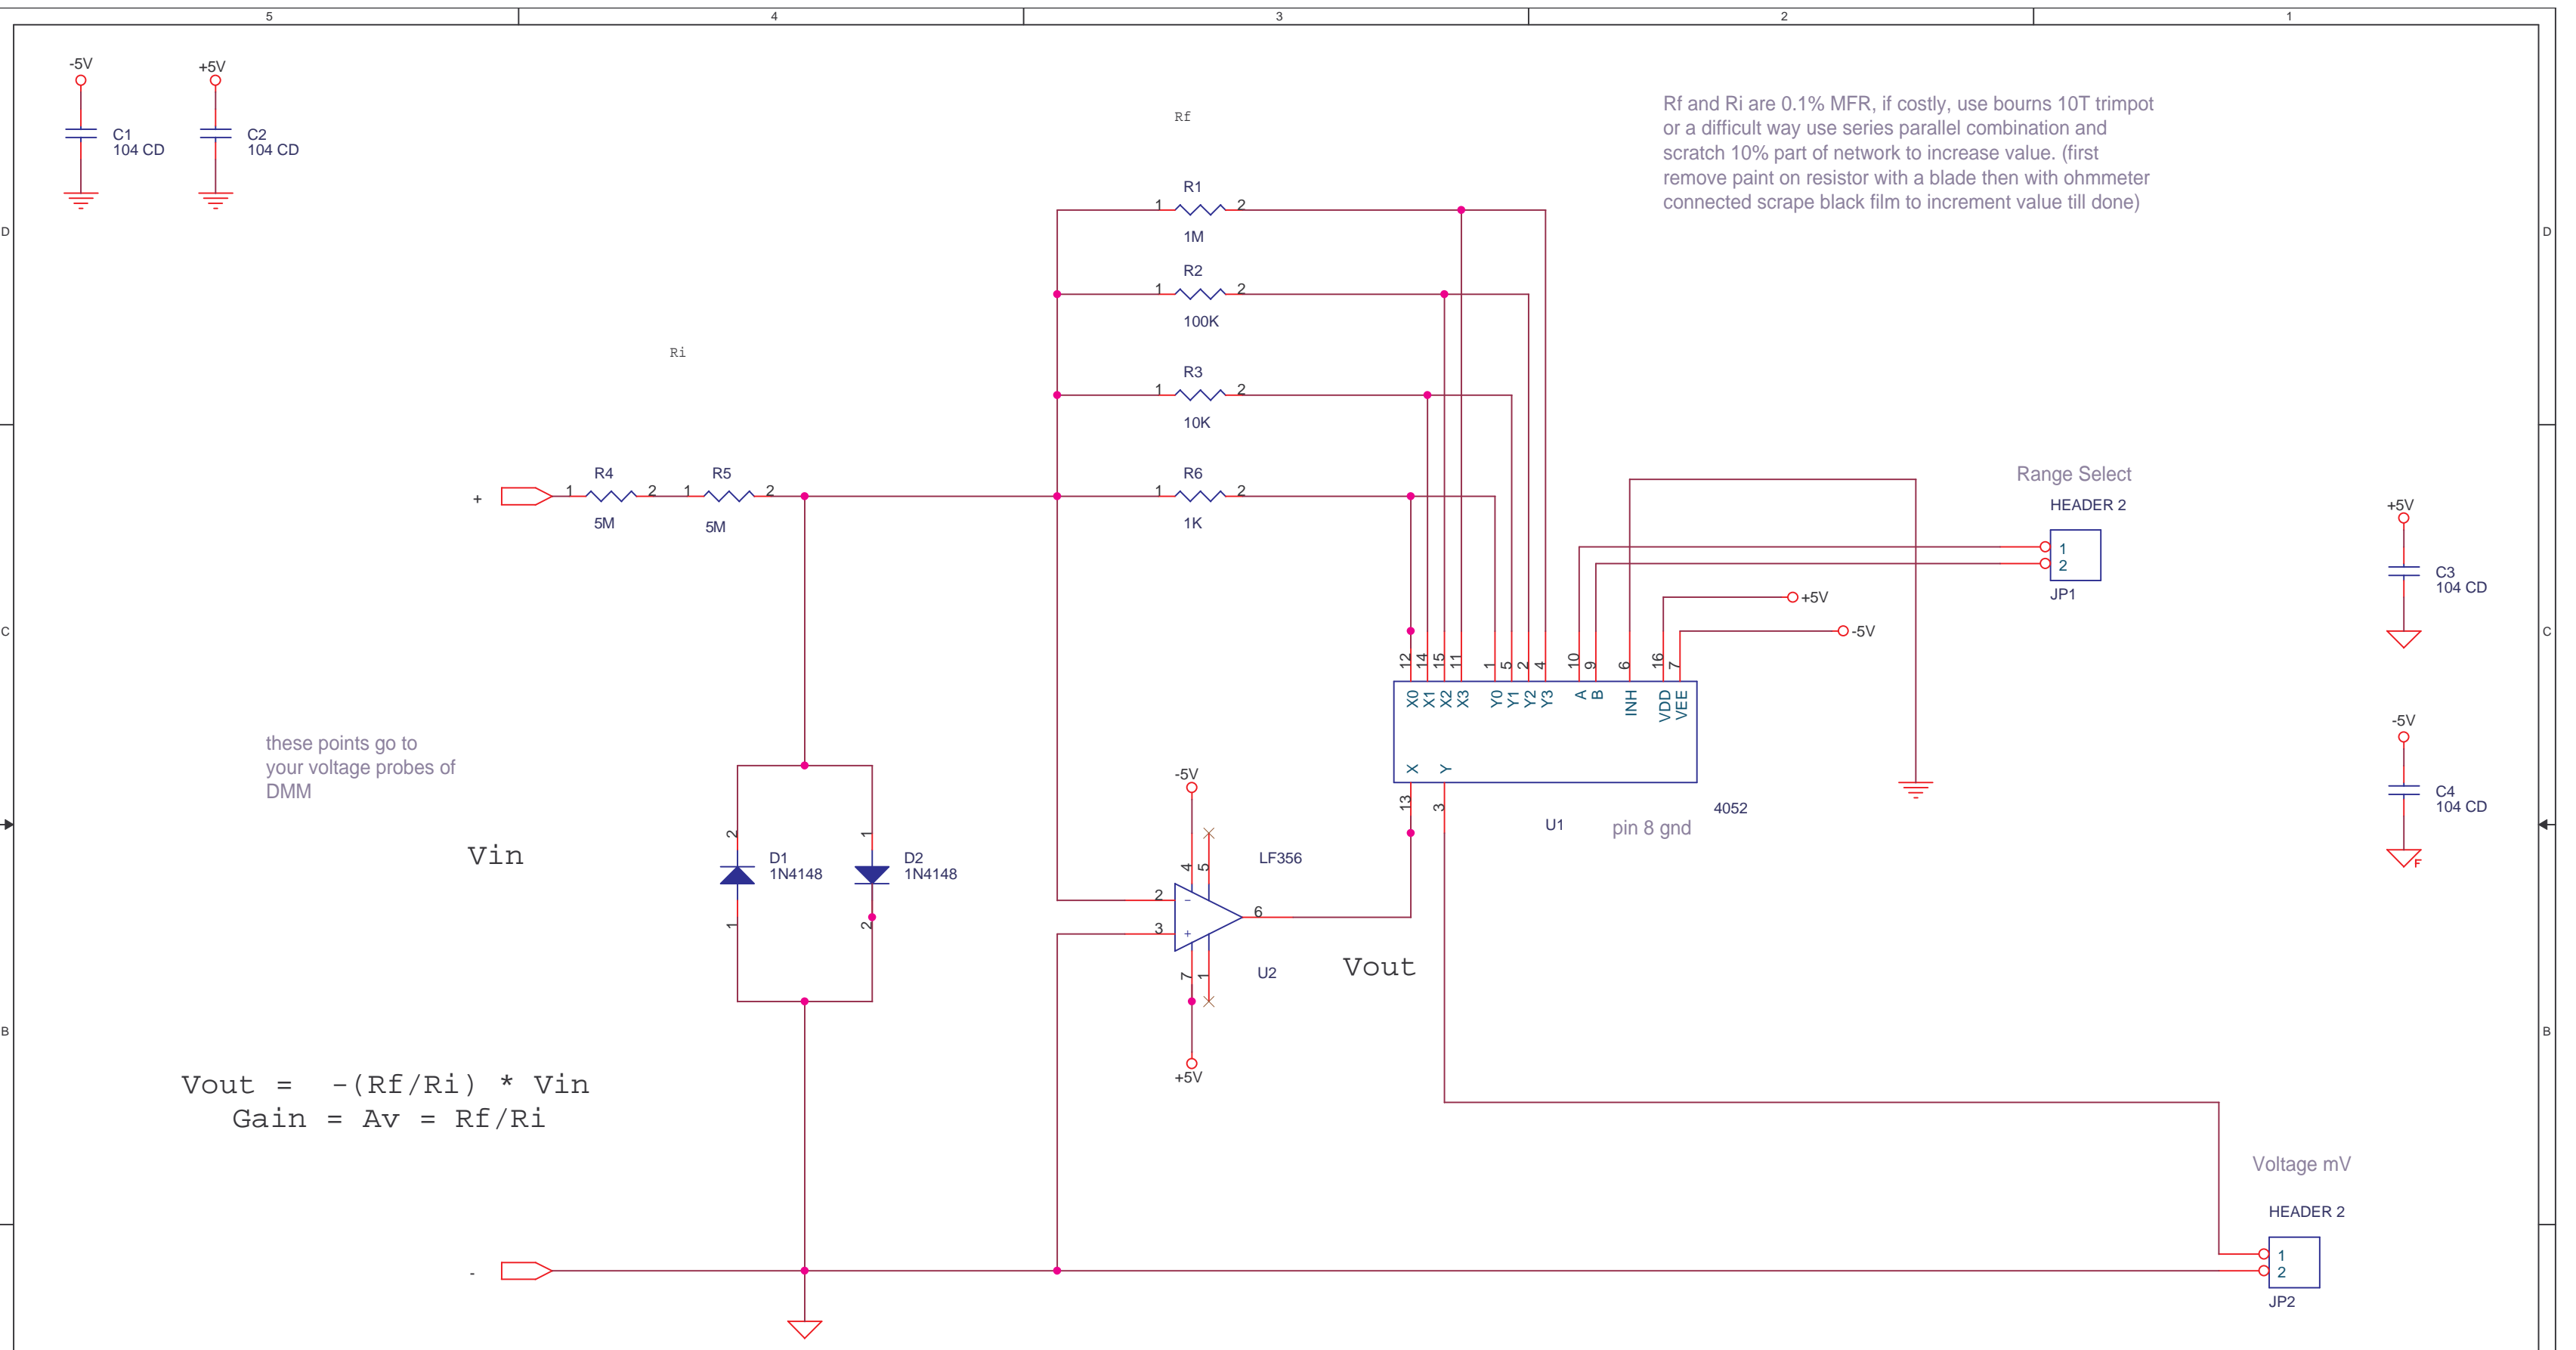 5
4
3
2
1
-5V
+5V
C1
104 CD
C2
104 CD
Rf
Rf and Ri are 0.1% MFR, if costly, use bourns 10T trimpot
or a difficult way use series parallel combination and
scratch 10% part of network to increase value. (first
remove paint on resistor with a blade then with ohmmeter
connected scrape black film to increment value till done)
R1
1
2
1M
D
D
R2
1
2
100K
Ri
R3
1
2
10K
R4
R5
R6
+
1
2
1
2
1
2
5M
5M
1K
Range Select
HEADER 2
1
2
JP1
+5V
C3
104 CD
+5V
-5V
C
C
12
14
15
11
1
5
2
4
10
9
6
16
7
X0
X1
X2
X3
Y0
Y1
Y2
Y3
A
B
INH
VDD
VEE
X
Y
13
3
U1
pin 8 gnd
4052
-5V
C4
104 CD
F
these points go to
your voltage probes of
DMM
Vin
2
1
D1
1N4148
1
2
D2
1N4148
-5V
4
5
LF356
2
-
3
+
6
7
1
U2
Vout
+5V
B
B
Vout = -(Rf/Ri) * Vin
Gain = Av = Rf/Ri
Voltage mV
HEADER 2
1
2
JP2
-